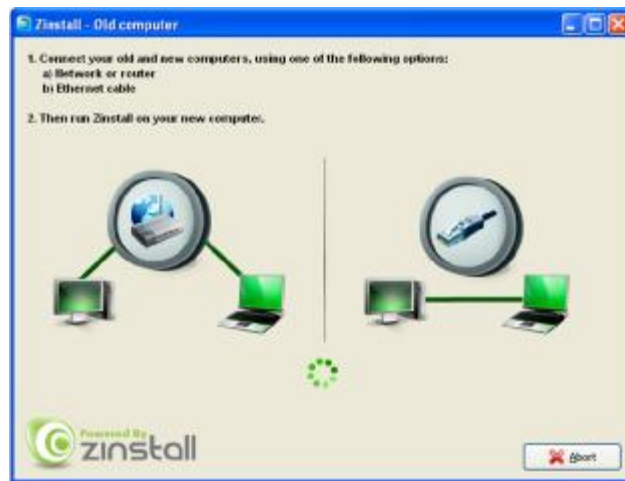 Zinstall - Old computer
1. Connect your old and new computers, using one of the following options:
a) Network or router
b) Ethernet cable
2. Then run Zinstall on your new computer.
Powered By
zinstall
Abort